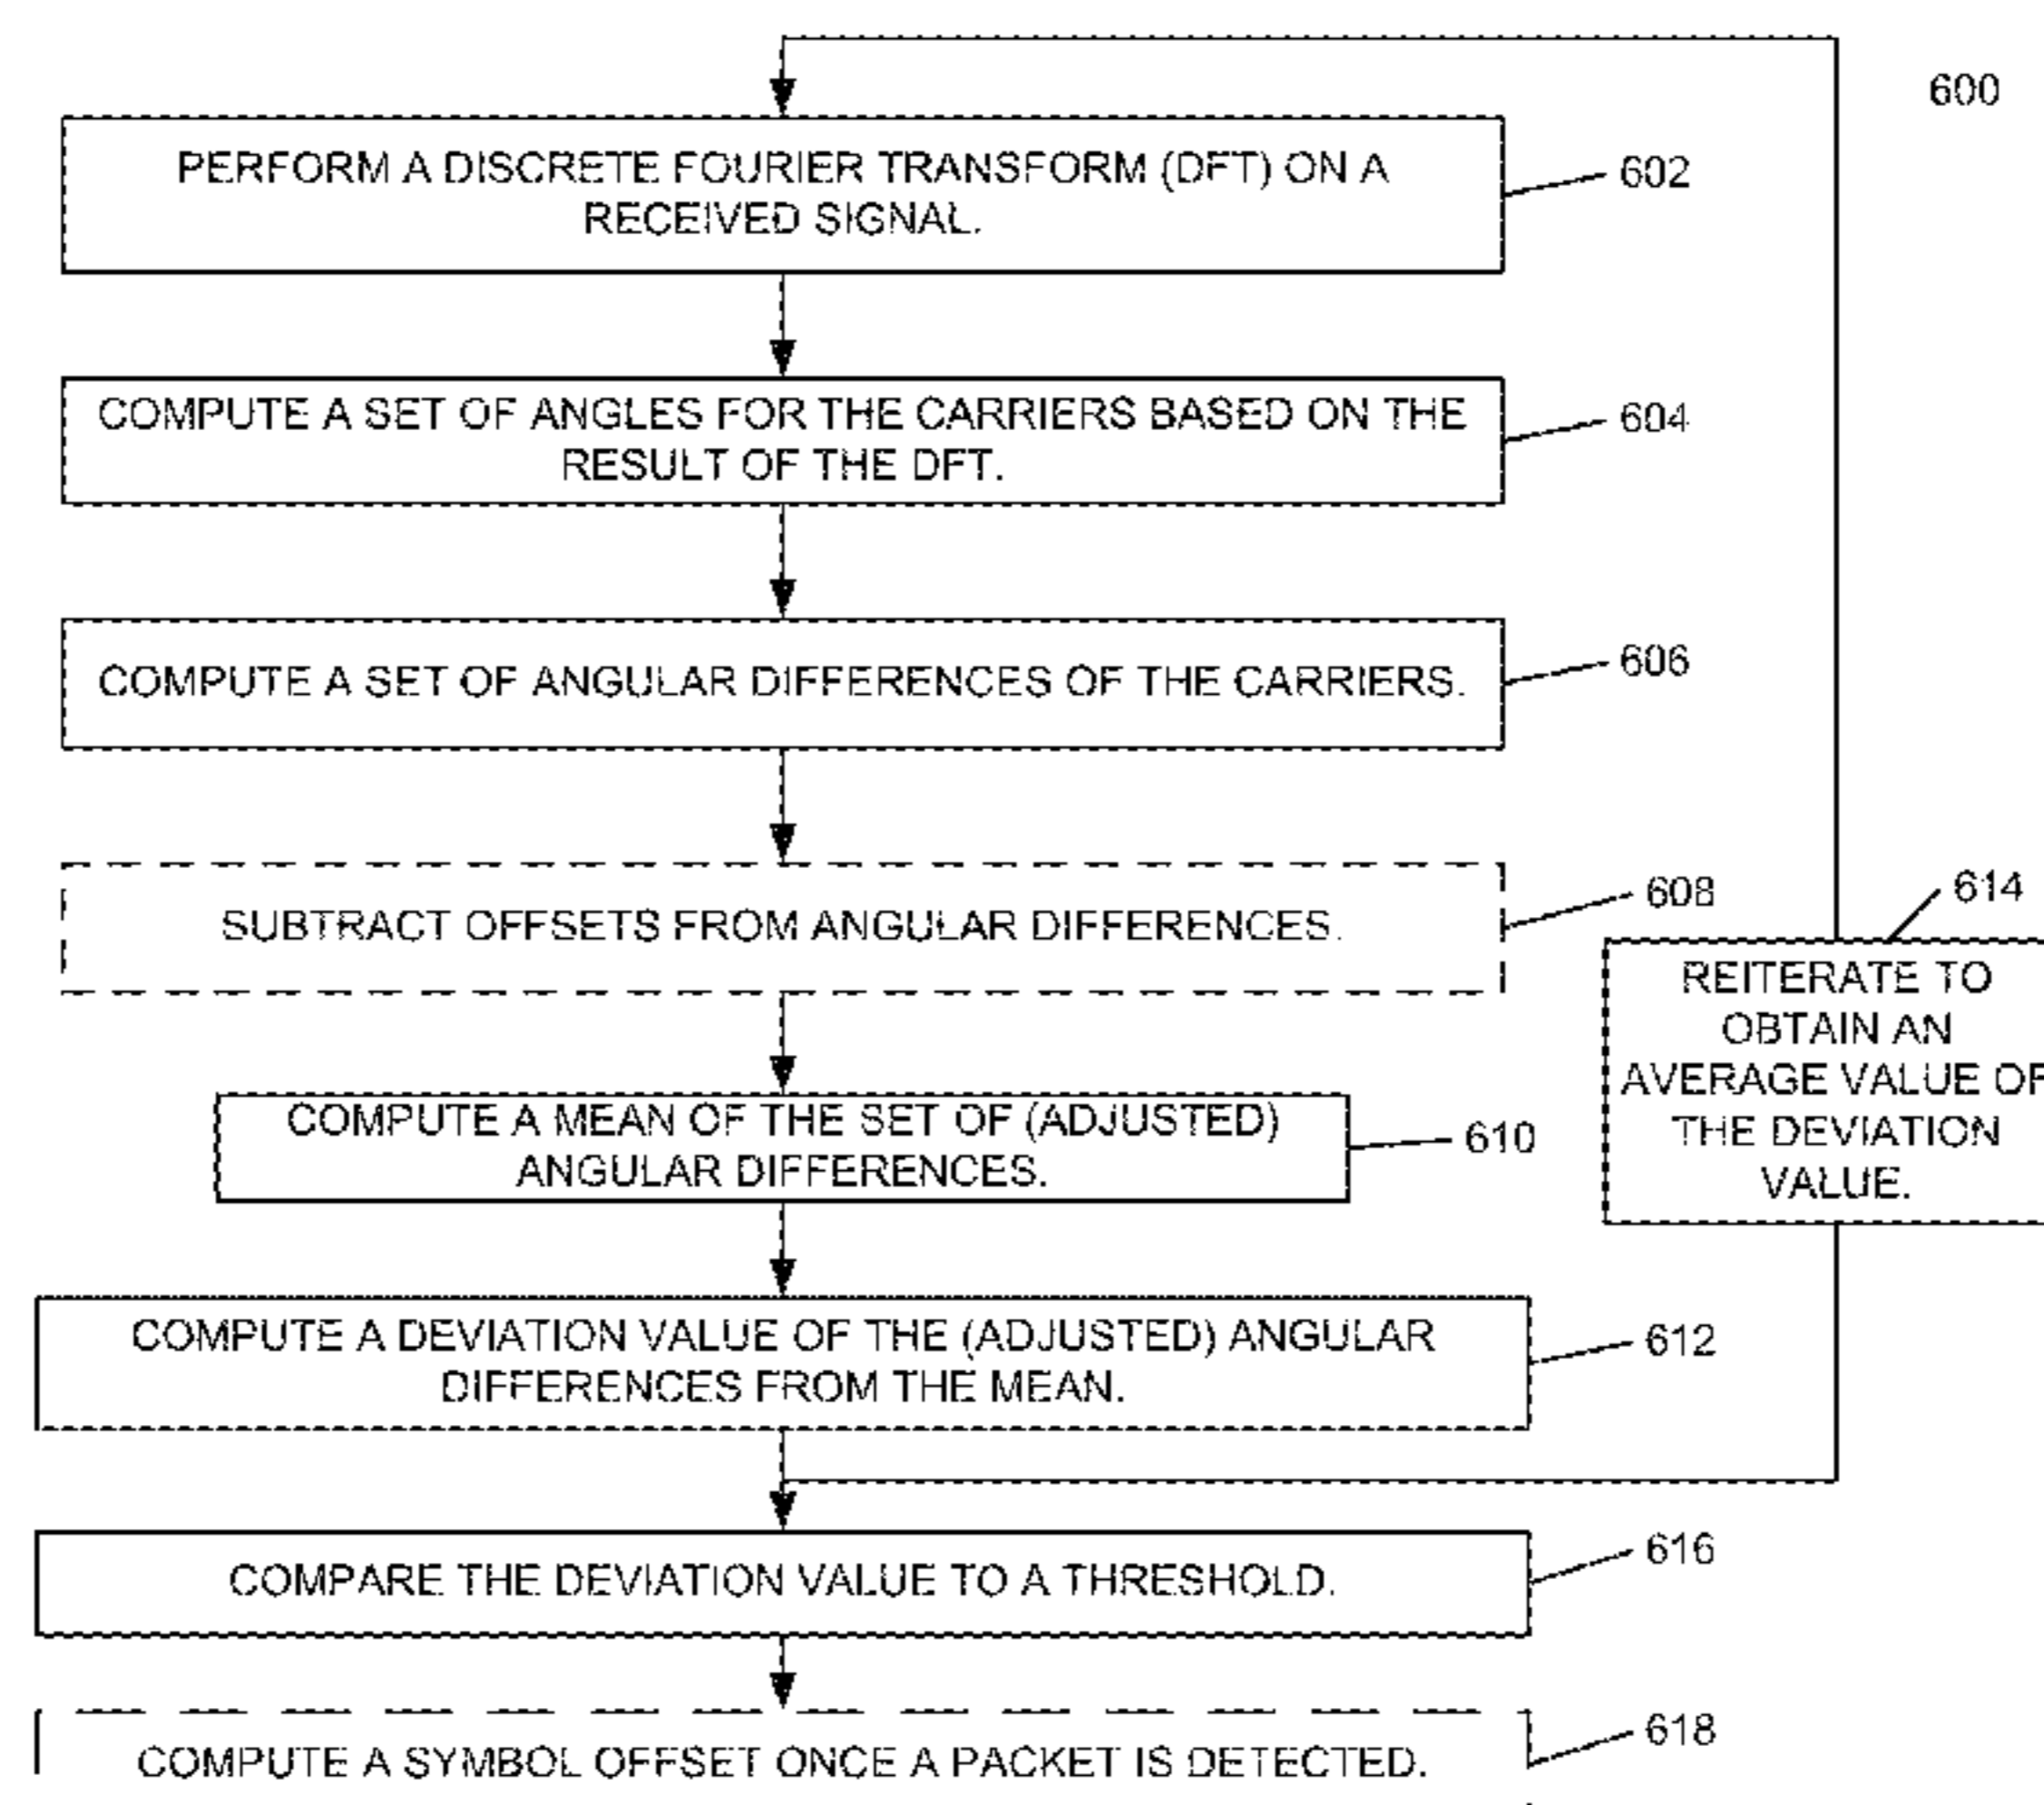 600
PERFORM A DISCRETE FOURIER TRANSFORM (DFT) ON A
RECEIVED SIGNAL.
602
COMPUTE A SET OF ANGLES FOR THE CARRIERS BASED ON THE
RESULT OF THE DFT.
604
COMPUTE A SET OF ANGULAR DIFFERENCES OF THE CARRIERS.
606
SUBTRACT OFFSETS FROM ANGULAR DIFFERENCES.
608
614
REITERATE TO
OBTAIN AN
AVERAGE VALUE OF
THE DEVIATION
VALUE.
COMPUTE A MEAN OF THE SET OF (ADJUSTED)
ANGULAR DIFFERENCES.
610
COMPUTE A DEVIATION VALUE OF THE (ADJUSTED) ANGULAR
DIFFERENCES FROM THE MEAN.
612
COMPARE THE DEVIATION VALUE TO A THRESHOLD.
616
COMPUTE A SYMBOL OFFSET ONCE A PACKET IS DETECTED.
618